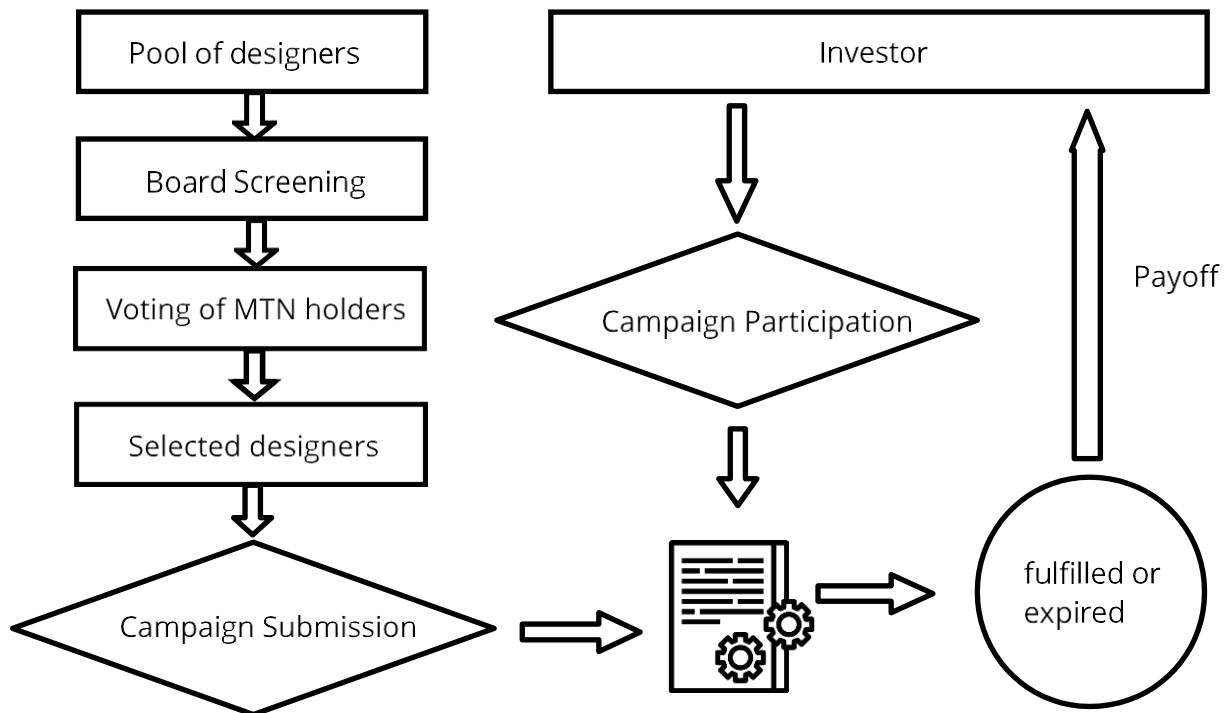 Pool of designers
Board Screening
Voting of MTN holders
Selected designers
Campaign Submission
Investor
Campaign Participation
fulfilled or
expired
Payoff